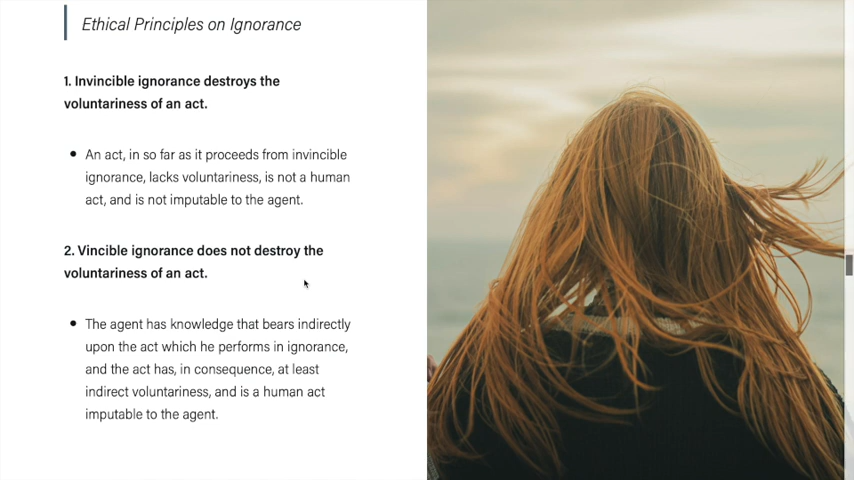 Ethical Principles on Ignorance
1. Invincible ignorance destroys the
voluntariness of an act.
An act, in so far as it proceeds from invincible
ignorance, lacks voluntariness, is not a human
act, and is not imputable to the agent.
2. Vincible ignorance does not destroy the
voluntariness of an act.
The agent has knowledge that bears indirectly
upon the act which he performs in ignorance,
and the act has, in consequence, at least
indirect voluntariness, and is a human act
imputable to the agent.